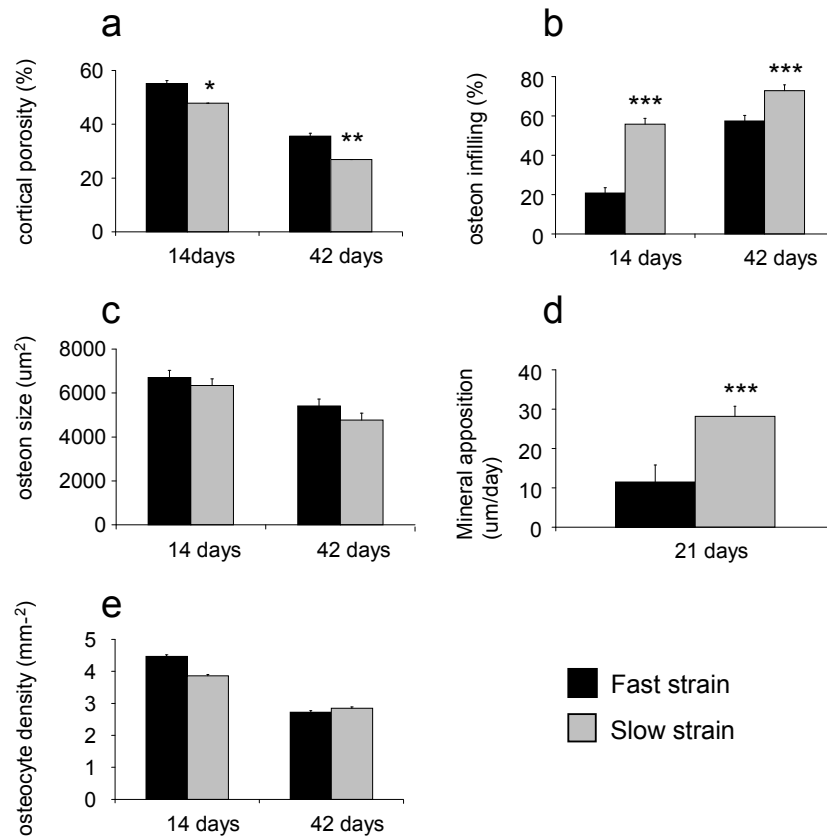 a
cortical porosity (%)
60
40
20
0
*
**
14days
42 days
b
osteon infilling (%)
80
60
40
20
0
***
***
14 days
42 days
c
osteon size (um²)
8000
6000
4000
2000
0
14 days
42 days
d
Mineral apposition
(um/day)
40
30
20
10
0
***
21 days
e
osteocyte density (mm-²)
5
4
3
2
1
0
14 days
42 days
Fast strain
Slow strain